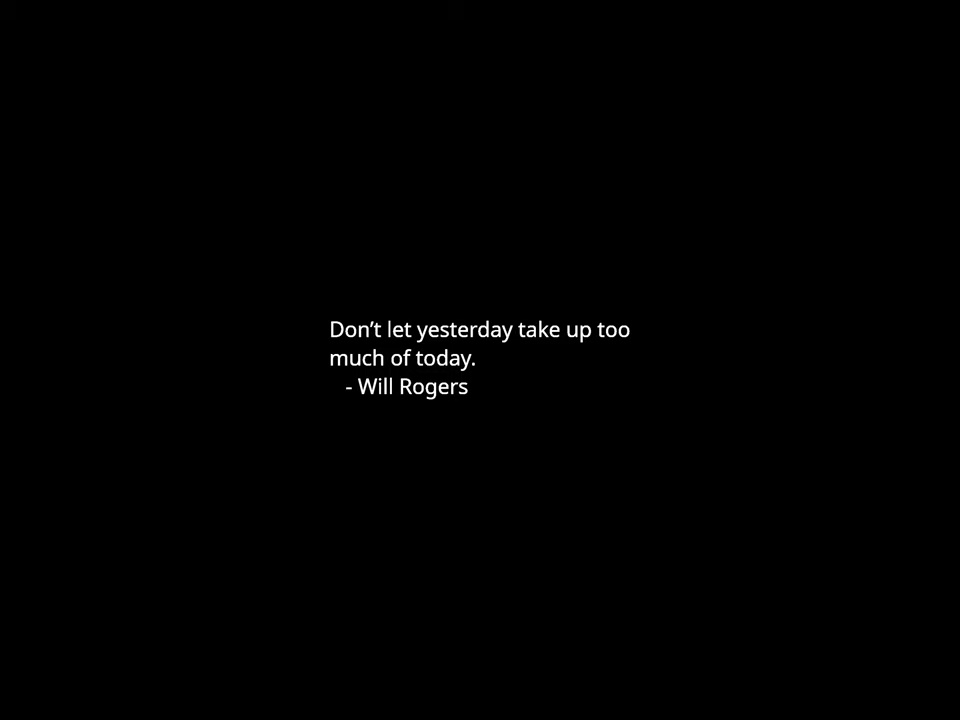 Don’t let yesterday take up too
much of today.
- Will Rogers